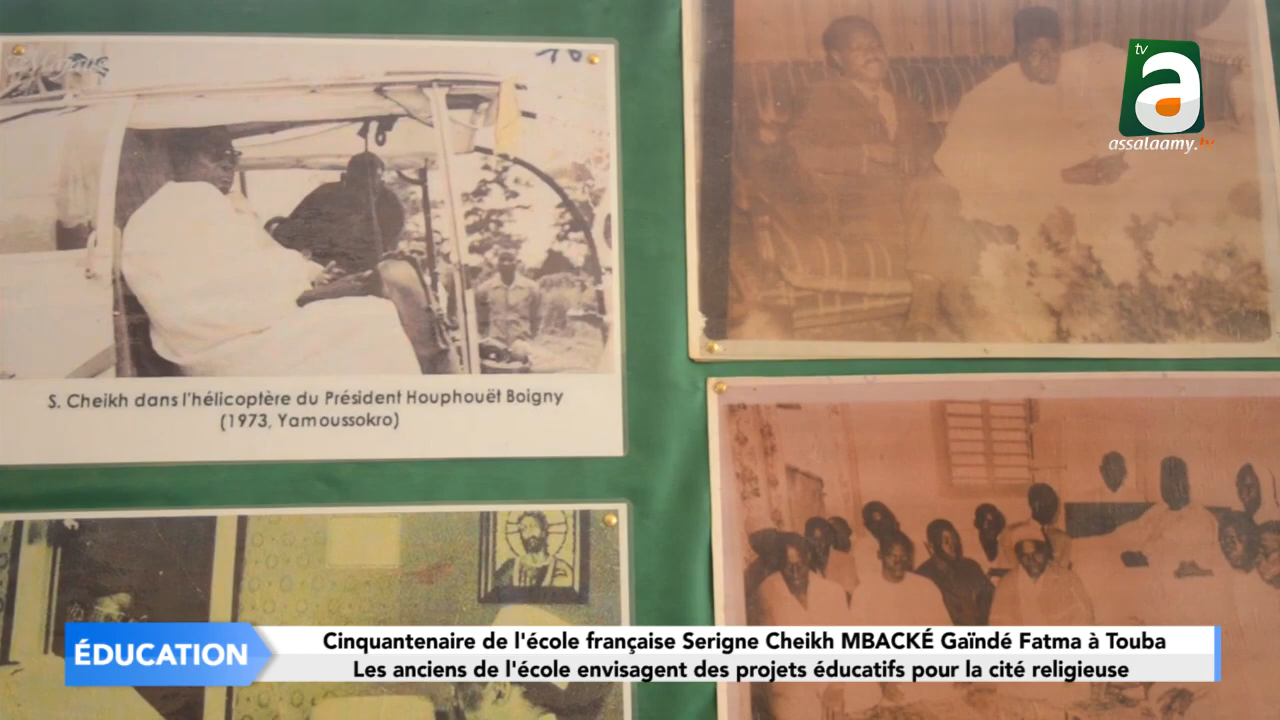 S. Cheikh dans l'hélicoptère du Président Houphouët Boigny
(1973, Yamoussokro)
tv
a
assalaamy.tv
ÉDUCATION
Cinquantenaire de l'école française Serigne Cheikh MBACKÉ Gaïndé Fatma à Touba
Les anciens de l'école envisagent des projets éducatifs pour la cité religieuse